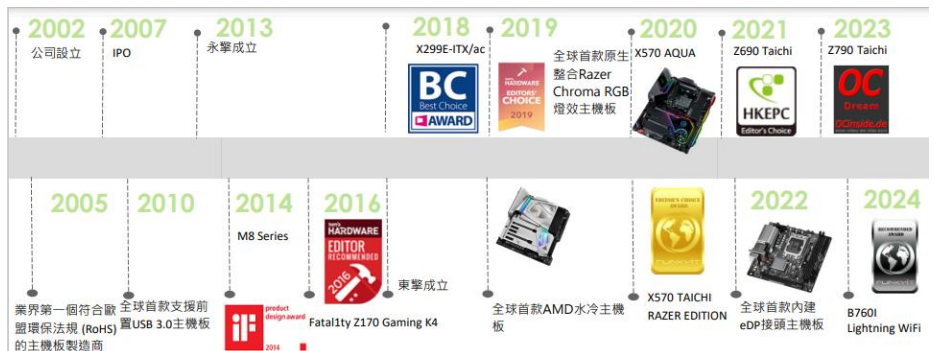 2002
公司設立
2007
IPO
2013
永擎成立
2018
X299E-ITX/ac
BC
Best Choice
AWARD
2019
HARDWARE
EDITORS'
CHOICE
2019
全球首款原生
整合Razer
Chroma RGB
燈效主機板
2020
X570 AQUA
2021
Z690 Taichi
HKEPC
Editor's Choice
2023
Z790 Taichi
OC
Dream
OCinside.de
2005
業界第一個符合歐
盟環保法規 (RoHS)
的主機板製造商
2010
全球首款支援前
置USB 3.0主機板
2014
M8 Series
iF
product
design award
2014
2016
HARDWARE
EDITOR
RECOMMENDED
2016
Fatal1ty Z170 Gaming K4
東擎成立
全球首款AMD水冷主機
板
EDITOR'S CHOICE
AWARD
X570 TAICHI
RAZER EDITION
2022
全球首款內建
eDP接頭主機板
2024
RECOMMENDED
AWARD
B760I
Lightning WiFi